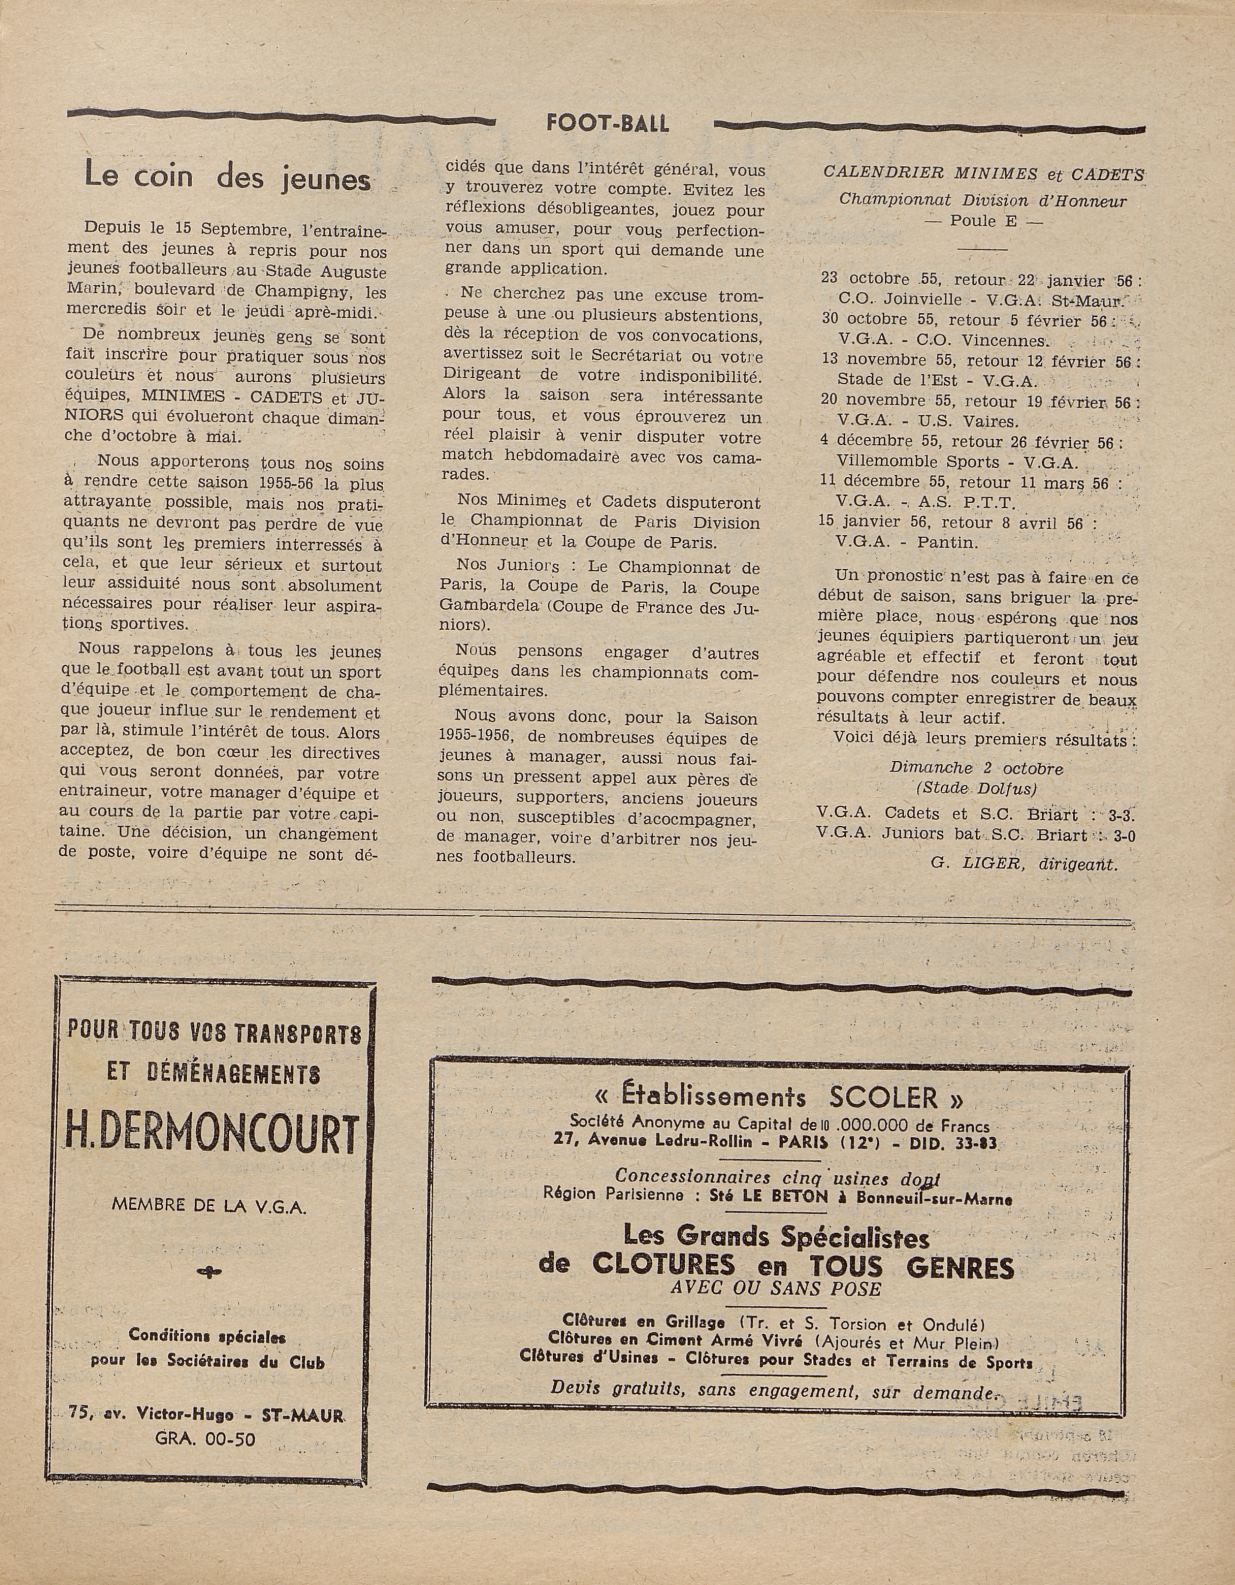 FOOT-BALL
Le coin des jeunes
Depuis le 15 Septembre, l'entraîne-
ment des jeunes à repris pour nos
jeunes footballeurs au Stade Auguste
Marin, boulevard de Champigny, les
mercredis soir et le jeudi aprè-midi.
De nombreux jeunes gens se sont
fait inscrire pour pratiquer sous nos
couleurs et nous aurons plusieurs
équipes, MINIMES - CADETS et JU-
NIORS qui évolueront chaque diman-
che d'octobre à mai.
Nous apporterons tous nos soins
à rendre cette saison 1955-56 la plus
attrayante possible, mais nos prati-
quants ne devront pas perdre de vue
qu'ils sont les premiers interressés à
cela, et que leur sérieux et surtout
leur assiduité nous sont absolument
nécessaires pour réaliser leur aspira-
tions sportives.
Nous rappelons à tous les jeunes
que le football est avant tout un sport
d'équipe et le comportement de cha-
que joueur influe sur le rendement et
par là, stimule l'intérêt de tous. Alors
acceptez, de bon cœur les directives
qui vous seront données, par votre
entraineur, votre manager d'équipe et
au cours de la partie par votre capi-
taine. Une décision, un changement
de poste, voire d'équipe ne sont dé-
cidés que dans l'intérêt général, vous
y trouverez votre compte. Evitez les
réflexions désobligeantes, jouez pour
vous amuser, pour vous perfection-
ner dans un sport qui demande une
grande application.
Ne cherchez pas une excuse trom-
peuse à une ou plusieurs abstentions,
dès la réception de vos convocations,
avertissez soit le Secrétariat ou votre
Dirigeant de votre indisponibilité.
Alors la saison sera intéressante
pour tous, et vous éprouverez un
réel plaisir à venir disputer votre
match hebdomadaire avec vos cama-
rades.
Nos Minimes et Cadets disputeront
le Championnat de Paris Division
d'Honneur et la Coupe de Paris.
Nos Juniors : Le Championnat de
Paris, la Coupe de Paris, la Coupe
Gambardela (Coupe de France des Ju-
niors).
Nous pensons engager d'autres
équipes dans les championnats com-
plémentaires.
Nous avons donc, pour la Saison
1955-1956, de nombreuses équipes de
jeunes à manager, aussi nous fai-
sons un pressent appel aux pères de
joueurs, supporters, anciens joueurs
ou non, susceptibles d'acocmpagner,
de manager, voire d'arbitrer nos jeu-
nes footballeurs.
CALENDRIER MINIMES et CADETS
Championnat Division d'Honneur
— Poule E —
23 octobre 55, retour 22 janvier 56 :
C.O. Joinvielle - V.G.A. St-Maur.
30 octobre 55, retour 5 février 56 :
V.G.A. - C.O. Vincennes.
13 novembre 55, retour 12 février 56 :
Stade de l'Est - V.G.A.
20 novembre 55, retour 19 février 56 :
V.G.A. - U.S. Vaires.
4 décembre 55, retour 26 février 56 :
Villemomble Sports - V.G.A.
11 décembre 55, retour 11 mars 56 :
V.G.A. - A.S. P.T.T.
15 janvier 56, retour 8 avril 56 :
V.G.A. - Pantin.
Un pronostic n'est pas à faire en ce
début de saison, sans briguer la pre-
mière place, nous espérons que nos
jeunes équipiers partiqueront un jeu
agréable et effectif et feront tout
pour défendre nos couleurs et nous
pouvons compter enregistrer de beaux
résultats à leur actif.
Voici déjà leurs premiers résultats :
Dimanche 2 octobre
(Stade Dolfus)
V.G.A. Cadets et S.C. Briart : 3-3.
V.G.A. Juniors bat S.C. Briart : 3-0
G. LIGER, dirigeant.
POUR TOUS VOS TRANSPORTS
ET DÉMÉNAGEMENTS
H. DERMONCOURT
MEMBRE DE LA V.G.A.
Conditions spéciales
pour les Sociétaires du Club
75, av. Victor-Hugo - ST-MAUR
GRA. 00-50
« Établissements SCOLER »
Société Anonyme au Capital de 10 .000.000 de Francs
27, Avenue Ledru-Rollin - PARIS (12e) - DID. 33-83
Concessionnaires cinq usines dont
Région Parisienne : Sté LE BETON à Bonneuil-sur-Marne
Les Grands Spécialistes
de CLOTURES en TOUS GENRES
AVEC OU SANS POSE
Clôtures en Grillage (Tr. et S. Torsion et Ondulé)
Clôtures en Ciment Armé Vivré (Ajourés et Mur Plein)
Clôtures d'Usines - Clôtures pour Stades et Terrains de Sports
Devis gratuits, sans engagement, sur demande.